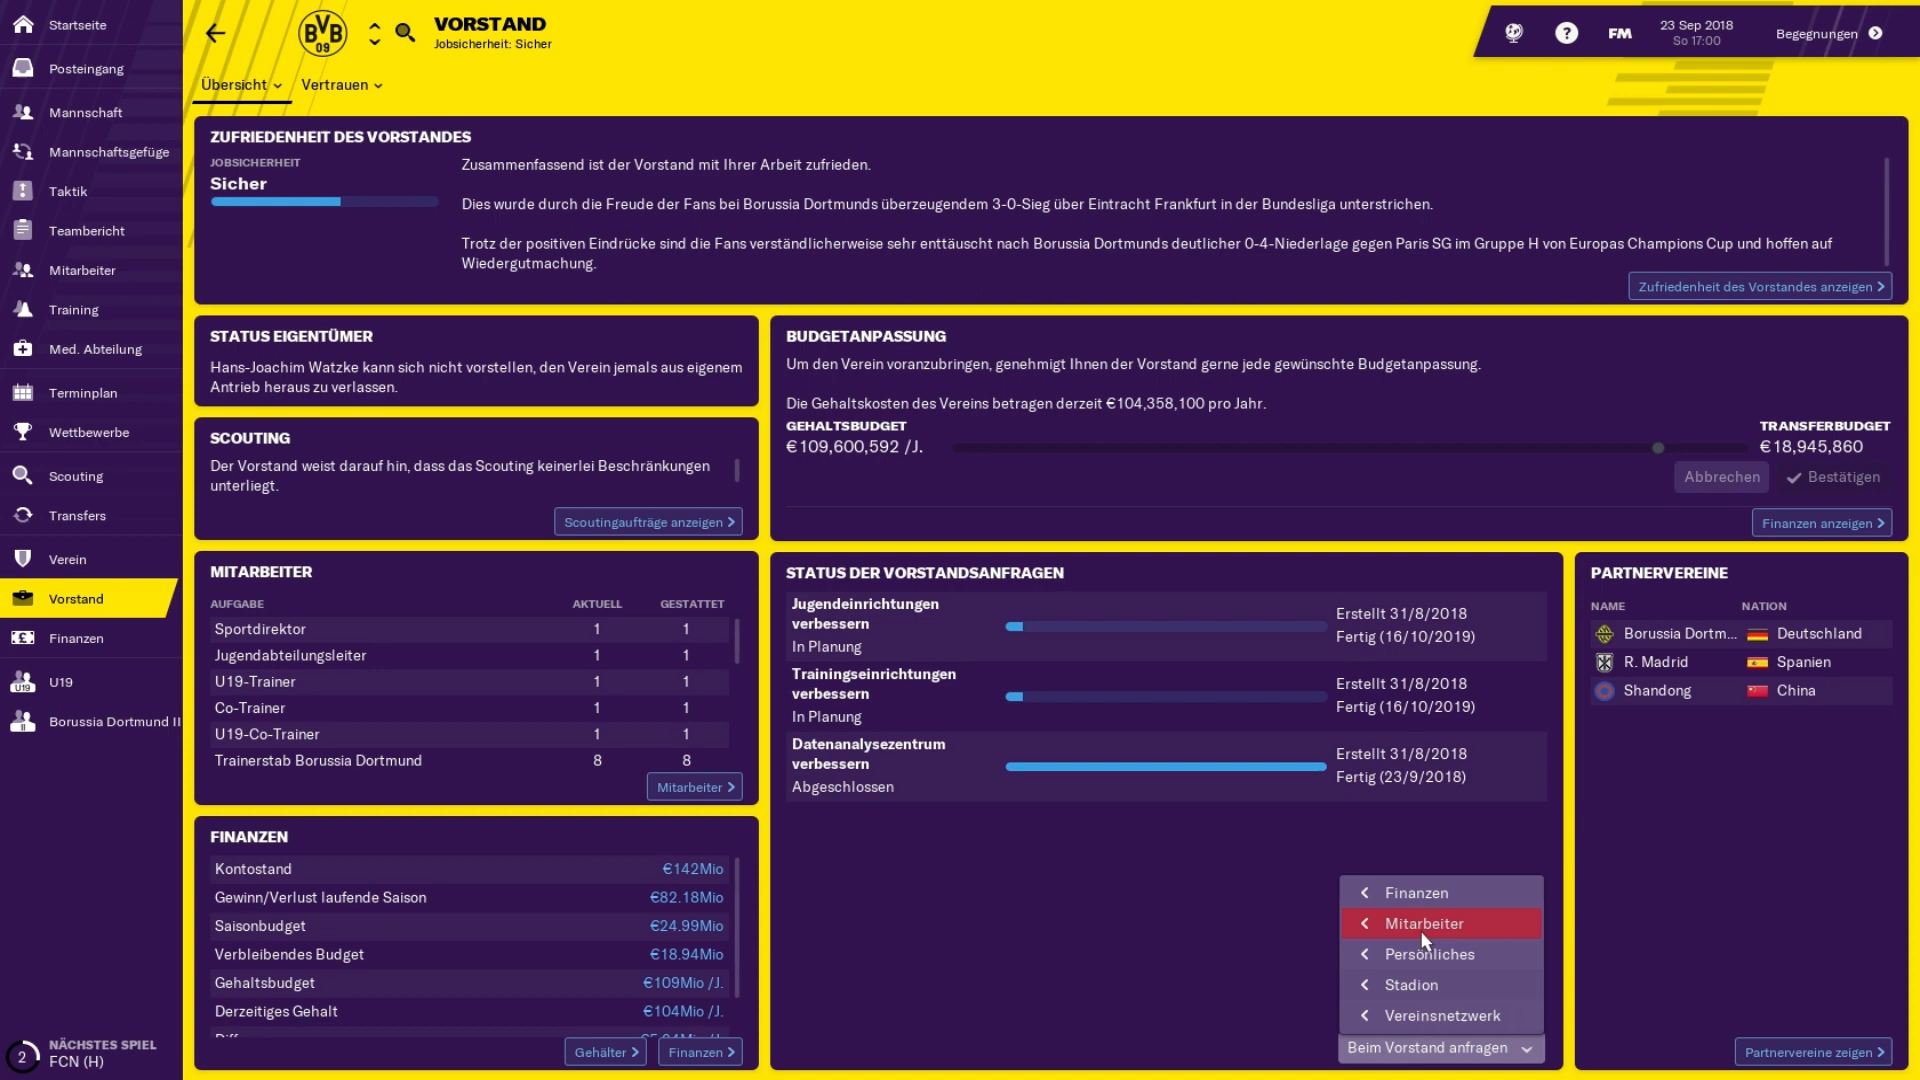 Startseite
Posteingang
Mannschaft
Mannschaftsgefüge
Taktik
Teambericht
Mitarbeiter
Training
Med. Abteilung
Terminplan
Wettbewerbe
Scouting
Transfers
Verein
Vorstand
Finanzen
U19
U19
II
Borussia Dortmund II
2
NÄCHSTES SPIEL
FCN (H)
BVB
09
VORSTAND
Jobsicherheit: Sicher
?
FM
23 Sep 2018
So 17:00
Begegnungen
Übersicht
Vertrauen
ZUFRIEDENHEIT DES VORSTANDES
JOBSICHERHEIT
Sicher
Zusammenfassend ist der Vorstand mit Ihrer Arbeit zufrieden.
Dies wurde durch die Freude der Fans bei Borussia Dortmunds überzeugendem 3-0-Sieg über Eintracht Frankfurt in der Bundesliga unterstrichen.
Trotz der positiven Eindrücke sind die Fans verständlicherweise sehr enttäuscht nach Borussia Dortmunds deutlicher 0-4-Niederlage gegen Paris SG im Gruppe H von Europas Champions Cup und hoffen auf
Wiedergutmachung.
Zufriedenheit des Vorstandes anzeigen
STATUS EIGENTÜMER
Hans-Joachim Watzke kann sich nicht vorstellen, den Verein jemals aus eigenem
Antrieb heraus zu verlassen.
SCOUTING
Der Vorstand weist darauf hin, dass das Scouting keinerlei Beschränkungen
unterliegt.
Scoutingaufträge anzeigen
BUDGETANPASSUNG
Um den Verein voranzubringen, genehmigt Ihnen der Vorstand gerne jede gewünschte Budgetanpassung.
Die Gehaltskosten des Vereins betragen derzeit €104,358,100 pro Jahr.
GEHALTSBUDGET
€109,600,592 /J.
TRANSFERBUDGET
€18,945,860
Abbrechen
Bestätigen
Finanzen anzeigen
MITARBEITER
AUFGABE AKTUELL GESTATTET
Sportdirektor 1 1
Jugendabteilungsleiter 1 1
U19-Trainer 1 1
Co-Trainer 1 1
U19-Co-Trainer 1 1
Trainerstab Borussia Dortmund 8 8
Mitarbeiter
FINANZEN
Kontostand €142Mio
Gewinn/Verlust laufende Saison €82.18Mio
Saisonbudget €24.99Mio
Verbleibendes Budget €18.94Mio
Gehaltsbudget €109Mio /J.
Derzeitiges Gehalt €104Mio /J.
Gehälter
Finanzen
STATUS DER VORSTANDSANFRAGEN
Jugendeinrichtungen
verbessern
In Planung
Erstellt 31/8/2018
Fertig (16/10/2019)
Trainingseinrichtungen
verbessern
In Planung
Erstellt 31/8/2018
Fertig (16/10/2019)
Datenanalysezentrum
verbessern
Abgeschlossen
Erstellt 31/8/2018
Fertig (23/9/2018)
Finanzen
Mitarbeiter
Persönliches
Stadion
Vereinsnetzwerk
Beim Vorstand anfragen
PARTNERVEREINE
NAME NATION
Borussia Dortm... Deutschland
R. Madrid Spanien
Shandong China
Partnervereine zeigen